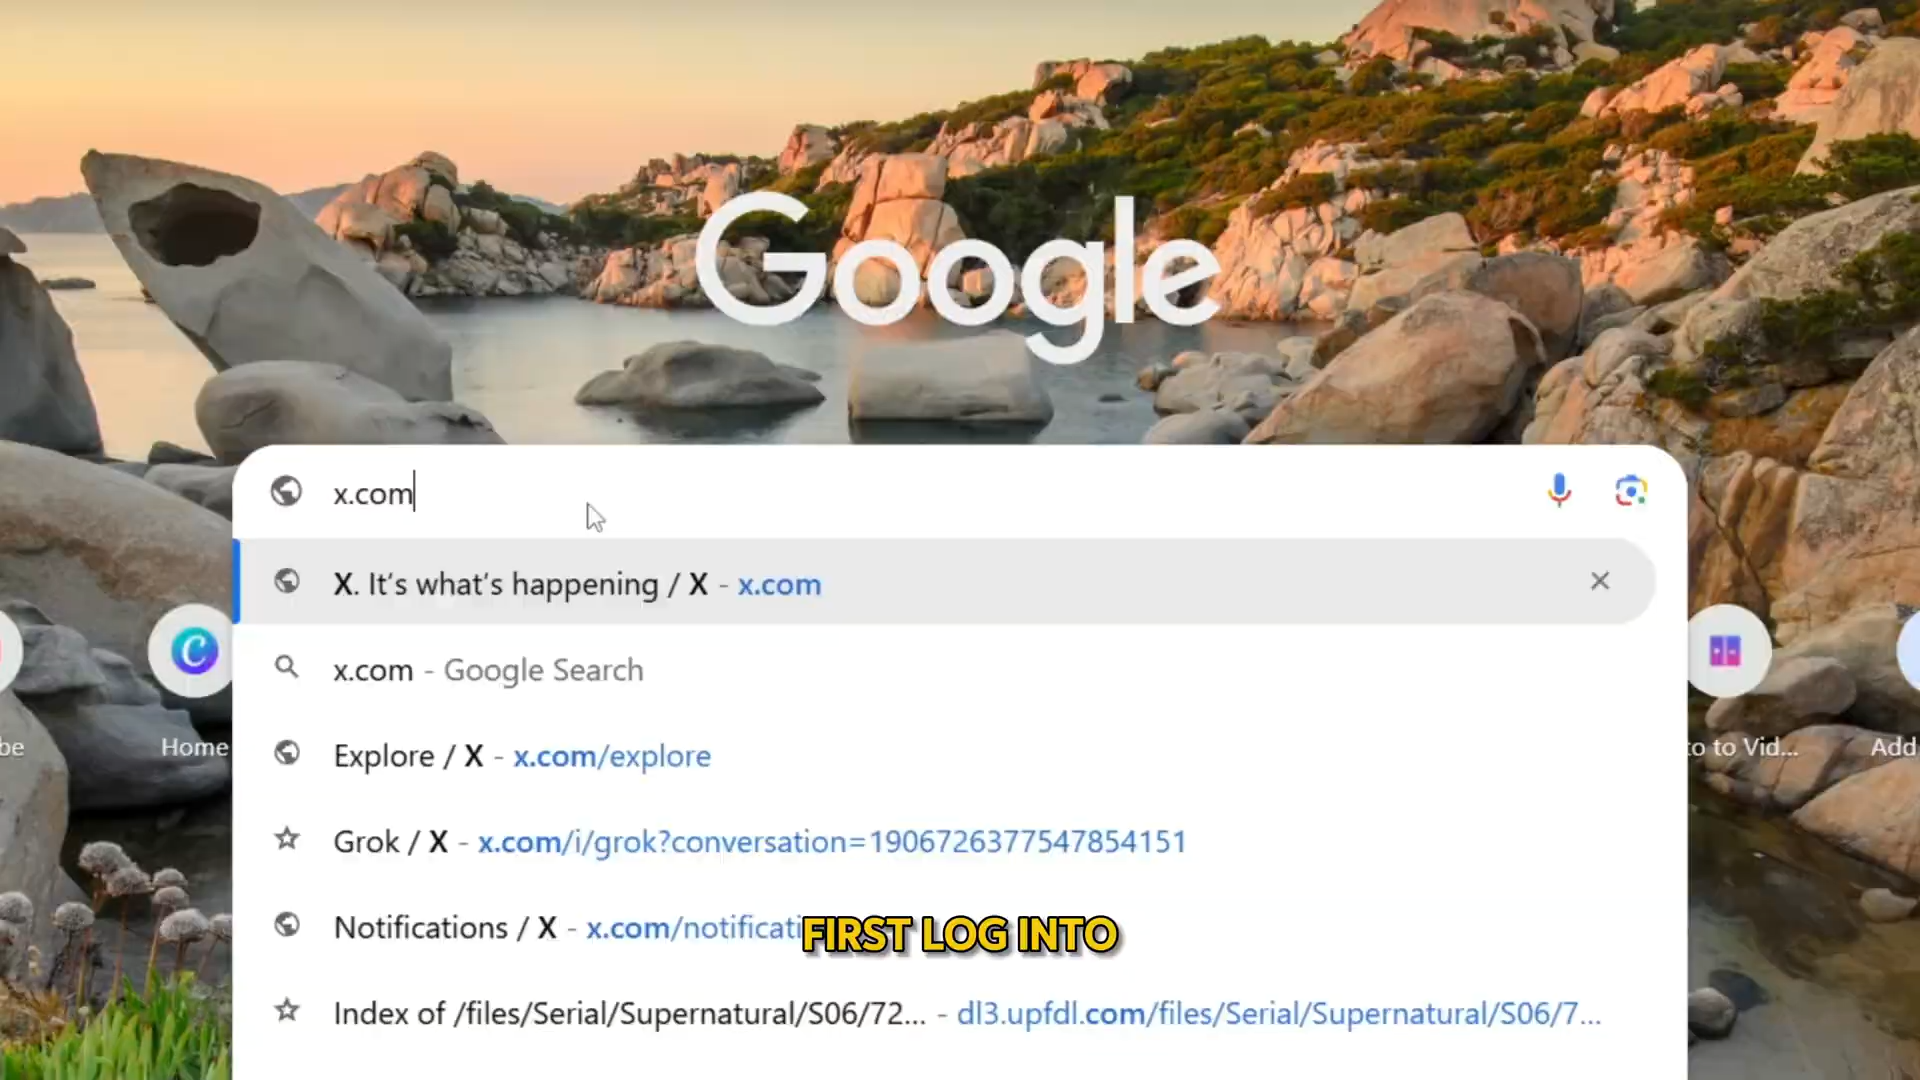 Google
x.com
X. It's what's happening / X - x.com
x.com - Google Search
be
Home
to to Vid...
Add
Explore / X - x.com/explore
Grok / X - x.com/i/grok?conversation=1906726377547854151
Notifications / X - x.com/notificati
FIRST LOG INTO
Index of /files/Serial/Supernatural/S06/72... - dl3.upfdl.com/files/Serial/Supernatural/S06/7...